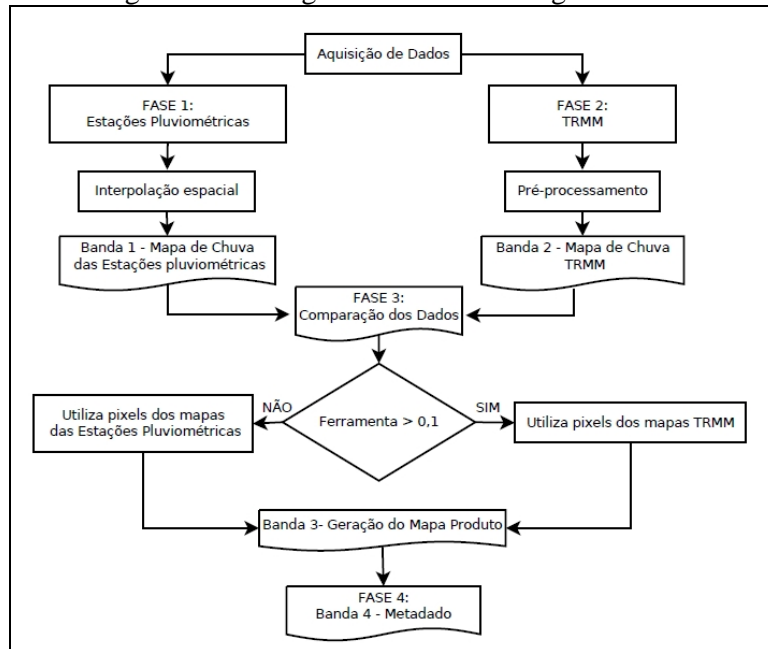 Aquisição de Dados
FASE 1:
Estações Pluviométricas
FASE 2:
TRMM
Interpolação espacial
Pré-processamento
Banda 1 - Mapa de Chuva
das Estações pluviométricas
Banda 2 - Mapa de Chuva
TRMM
FASE 3:
Comparação dos Dados
NÃO
Ferramenta > 0,1
SIM
Utiliza pixels dos mapas
das Estações Pluviométricas
Utiliza pixels dos mapas TRMM
Banda 3- Geração do Mapa Produto
FASE 4:
Banda 4 - Metadado